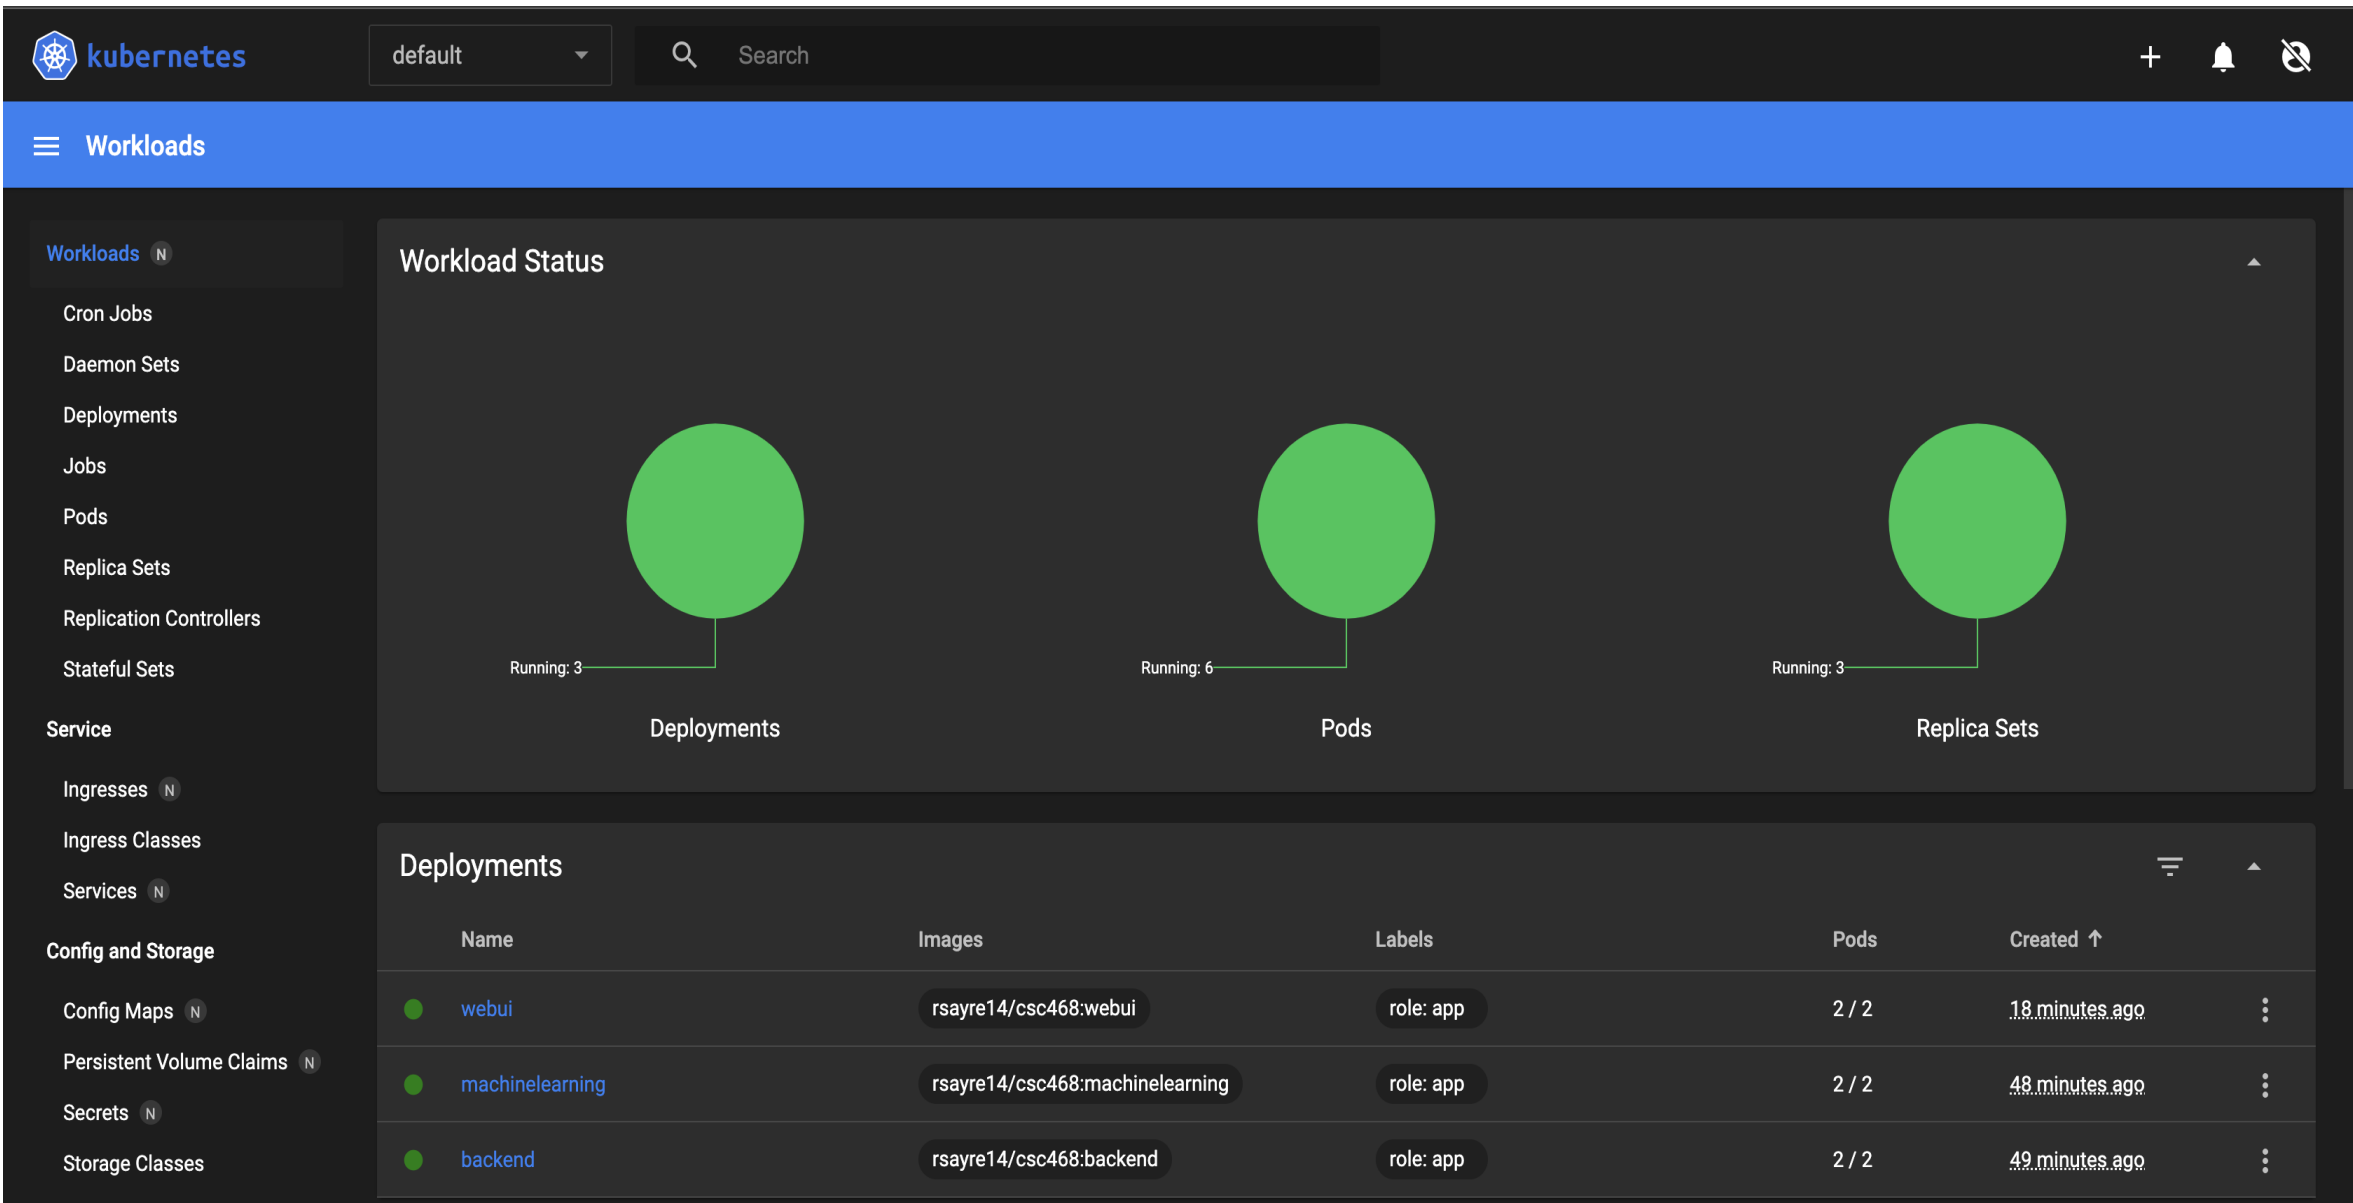 kubernetes
default
Search
Workloads
Workloads N
Cron Jobs
Daemon Sets
Deployments
Jobs
Pods
Replica Sets
Replication Controllers
Stateful Sets
Service
Ingresses N
Ingress Classes
Services N
Config and Storage
Config Maps N
Persistent Volume Claims N
Secrets N
Storage Classes
Workload Status
Running: 3
Deployments
Running: 6
Pods
Running: 3
Replica Sets
Deployments
Name Images Labels Pods Created ↑
webui rsayre14/csc468:webui role: app 2 / 2 18 minutes ago
machinelearning rsayre14/csc468:machinelearning role: app 2 / 2 48 minutes ago
backend rsayre14/csc468:backend role: app 2 / 2 49 minutes ago